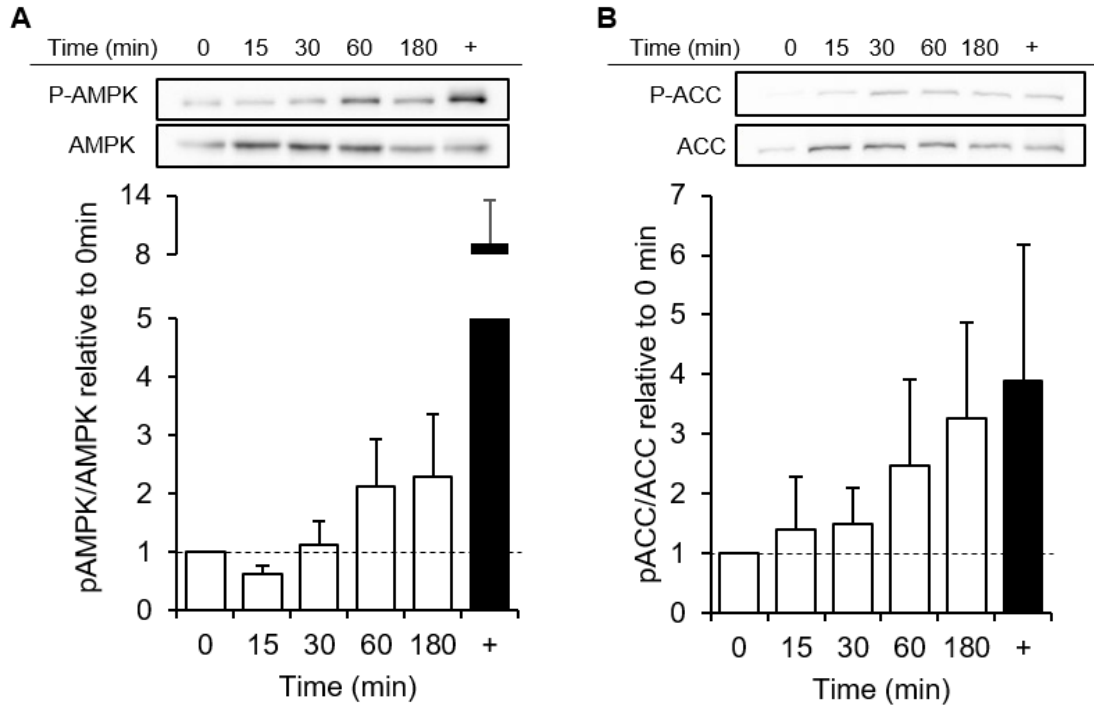 A
Time (min) 0 15 30 60 180 +
P-AMPK
AMPK
pAMPK/AMPK relative to 0min
14
8
5
4
3
2
1
0
0 15 30 60 180 +
Time (min)
B
Time (min) 0 15 30 60 180 +
P-ACC
ACC
pACC/ACC relative to 0 min
7
6
5
4
3
2
1
0
0 15 30 60 180 +
Time (min)